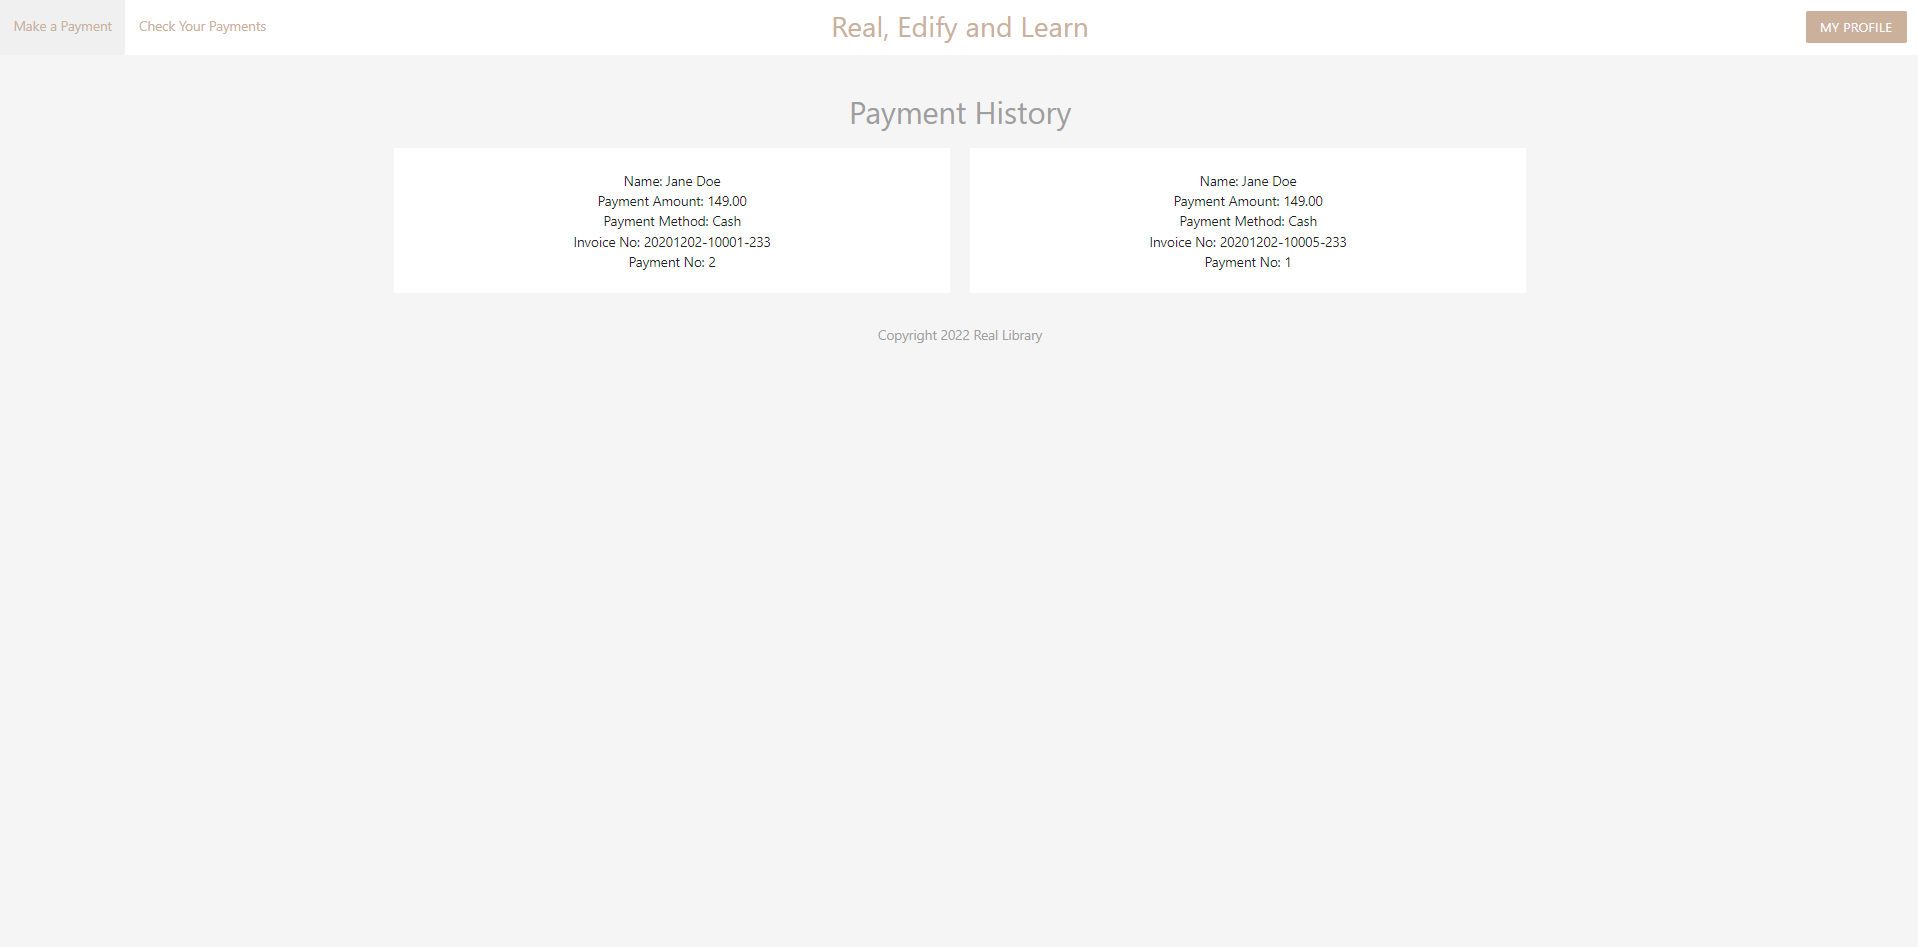 Make a Payment
Check Your Payments
Real, Edify and Learn
MY PROFILE
Payment History
Name: Jane Doe
Payment Amount: 149.00
Payment Method: Cash
Invoice No: 20201202-10001-233
Payment No: 2
Name: Jane Doe
Payment Amount: 149.00
Payment Method: Cash
Invoice No: 20201202-10005-233
Payment No: 1
Copyright 2022 Real Library